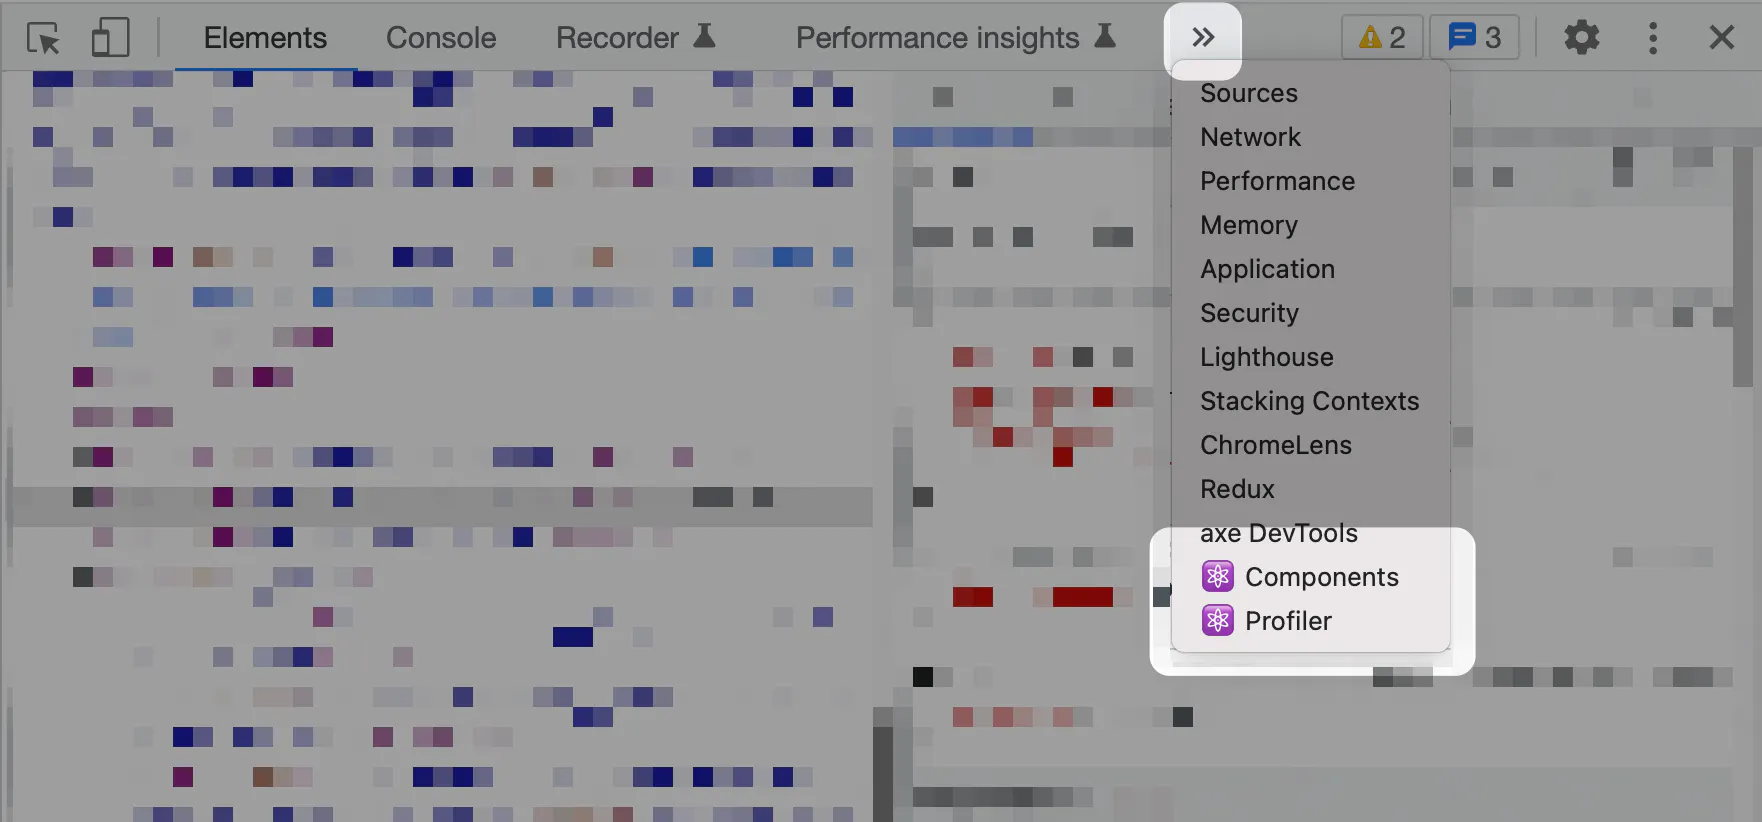 Elements Console Recorder Performance insights » 2 3
Sources
Network
Performance
Memory
Application
Security
Lighthouse
Stacking Contexts
ChromeLens
Redux
axe DevTools
Components
Profiler